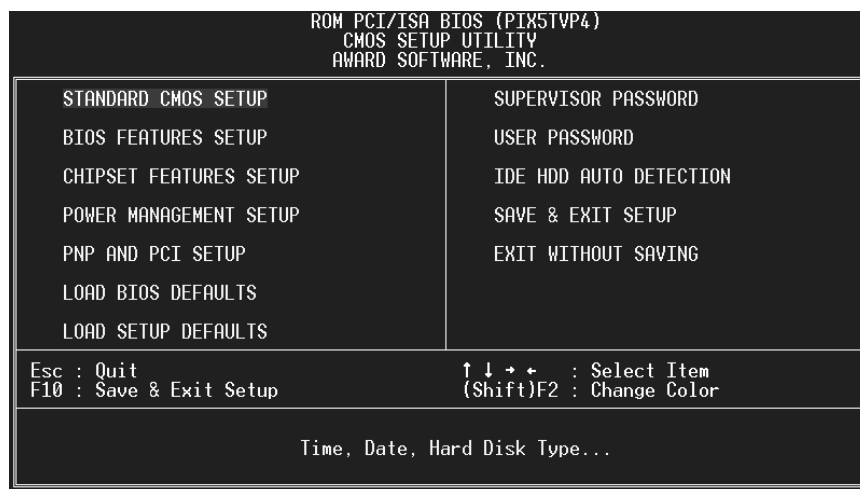 ROM PCI/ISA BIOS (PIX5TVP4)
CMOS SETUP UTILITY
AWARD SOFTWARE, INC.
STANDARD CMOS SETUP
BIOS FEATURES SETUP
CHIPSET FEATURES SETUP
POWER MANAGEMENT SETUP
PNP AND PCI SETUP
LOAD BIOS DEFAULTS
LOAD SETUP DEFAULTS
SUPERVISOR PASSWORD
USER PASSWORD
IDE HDD AUTO DETECTION
SAVE & EXIT SETUP
EXIT WITHOUT SAVING
Esc : Quit
F10 : Save & Exit Setup
↑ ↓ → ← : Select Item
(Shift)F2 : Change Color
Time, Date, Hard Disk Type...